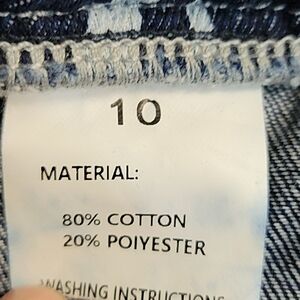 10
MATERIAL:
80% COTTON
20% POIYESTER
WASHING INSTRUCTIONS